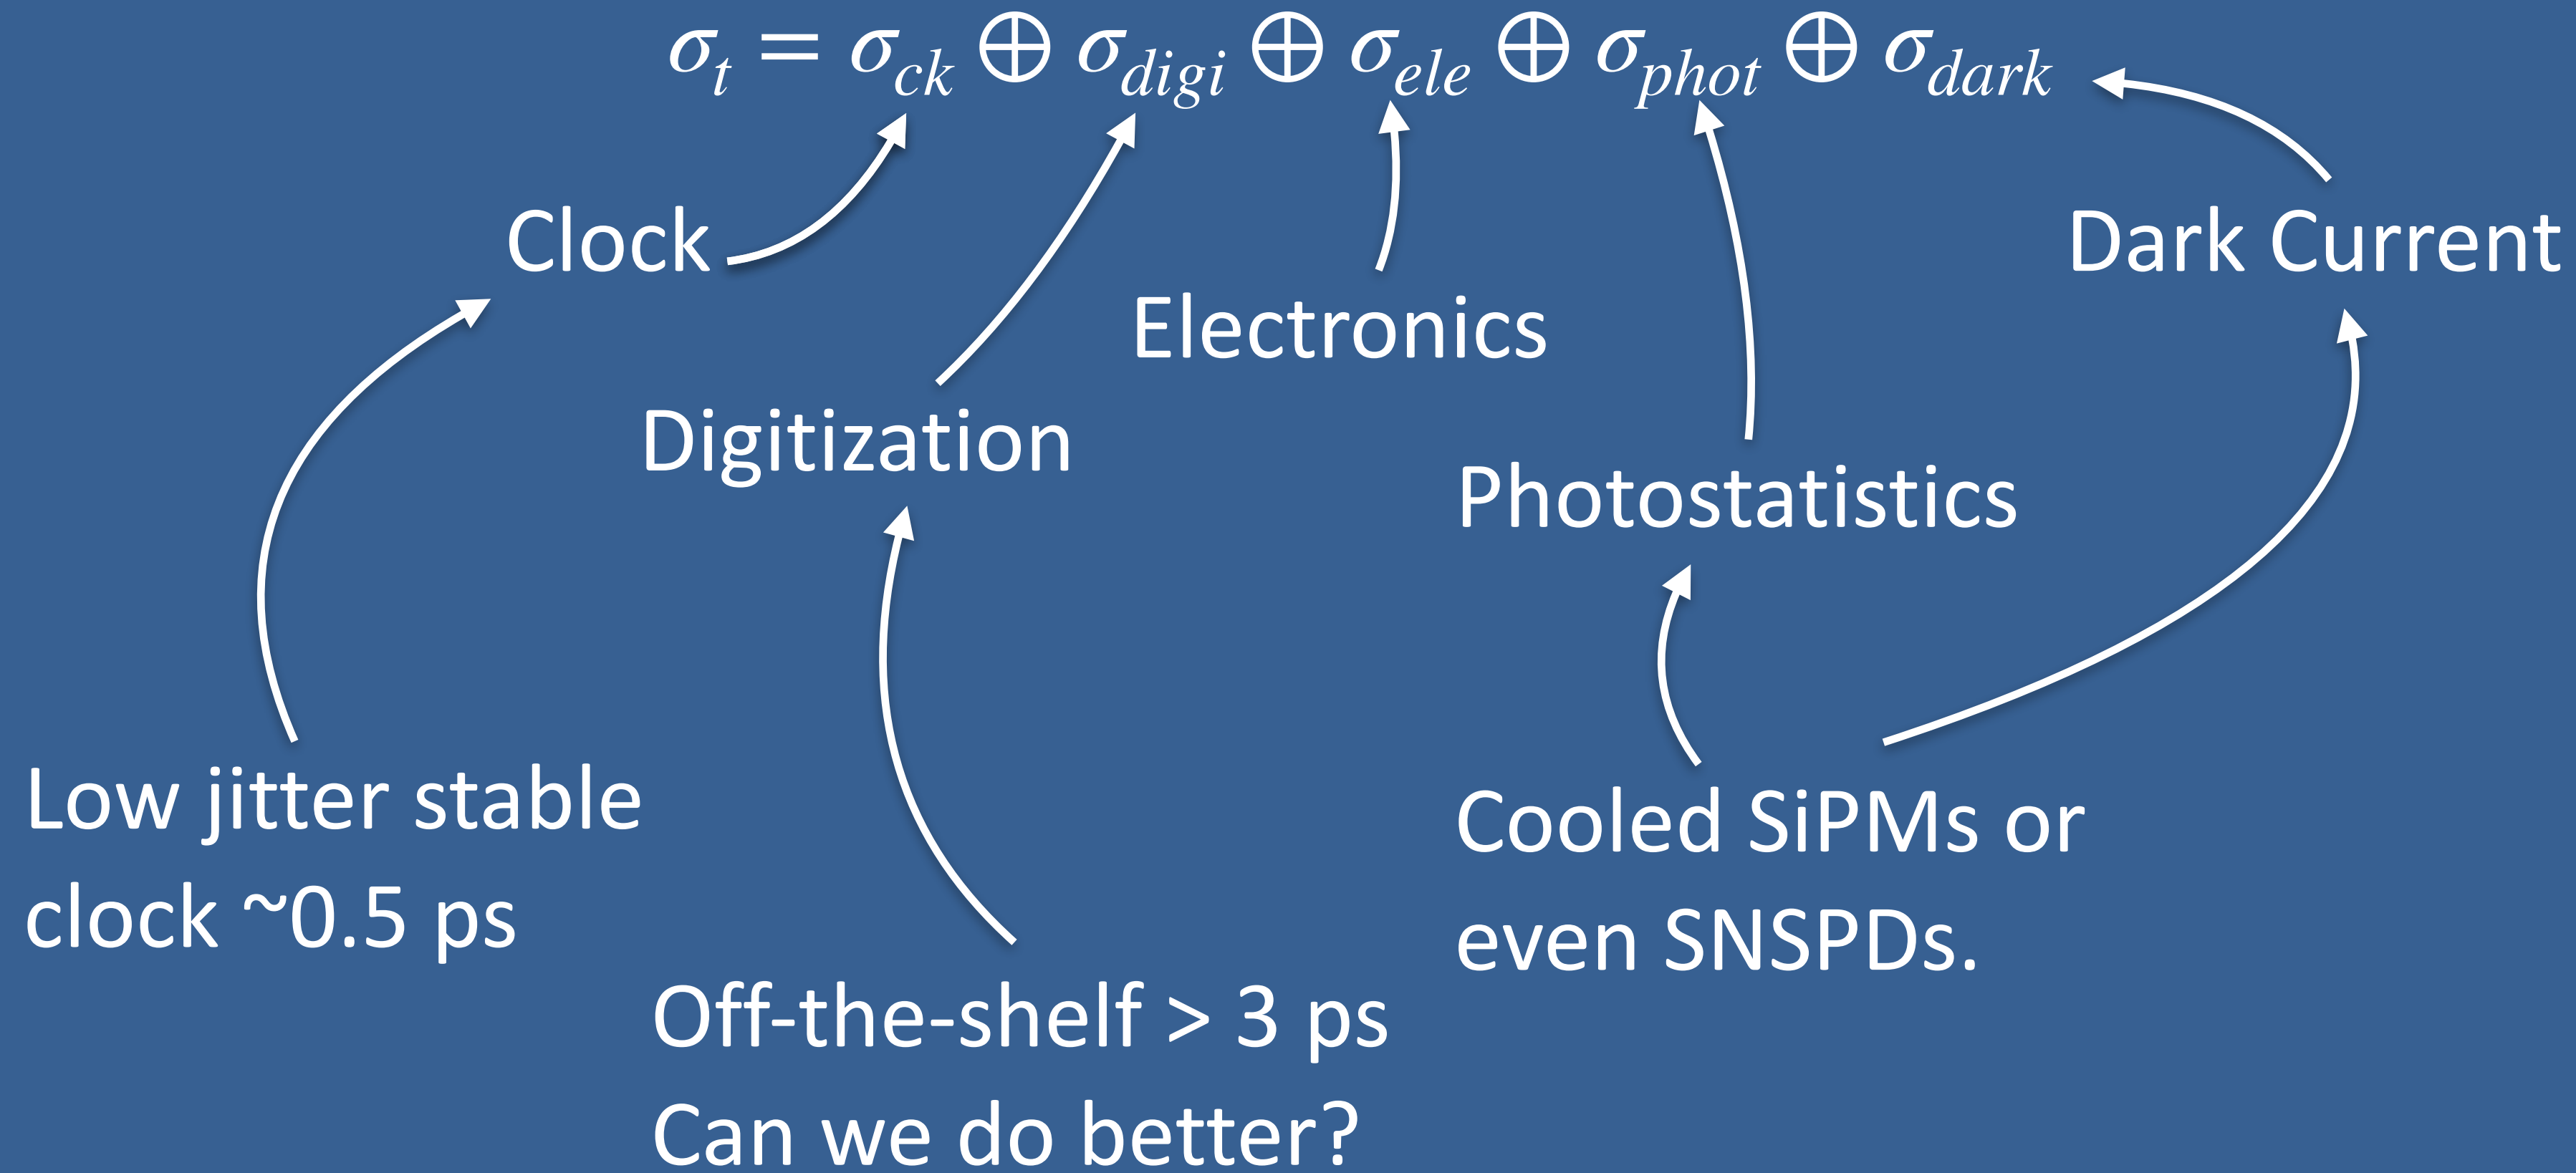 σ_t = σ_ck ⊕ σ_digi ⊕ σ_ele ⊕ σ_phot ⊕ σ_dark
Clock
Dark Current
Electronics
Digitization
Photostatistics
Low jitter stable
clock ~0.5 ps
Cooled SiPMs or
even SNSPDs.
Off-the-shelf > 3 ps
Can we do better?